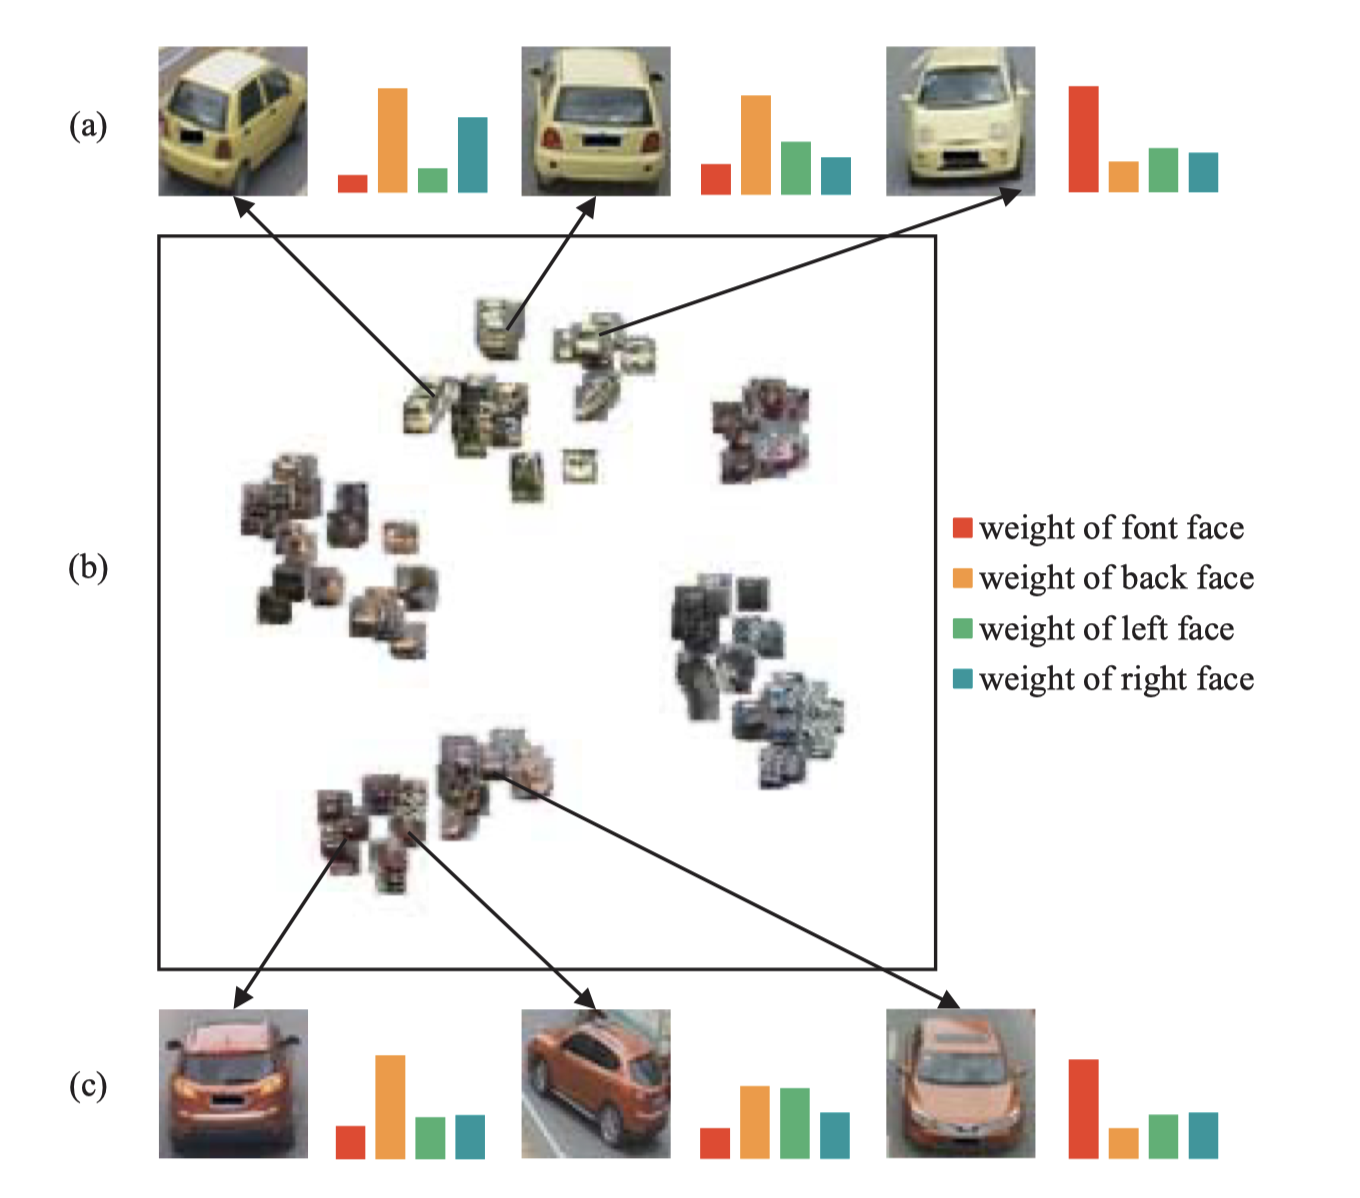 (a)
(b)
weight of font face
weight of back face
weight of left face
weight of right face
(c)